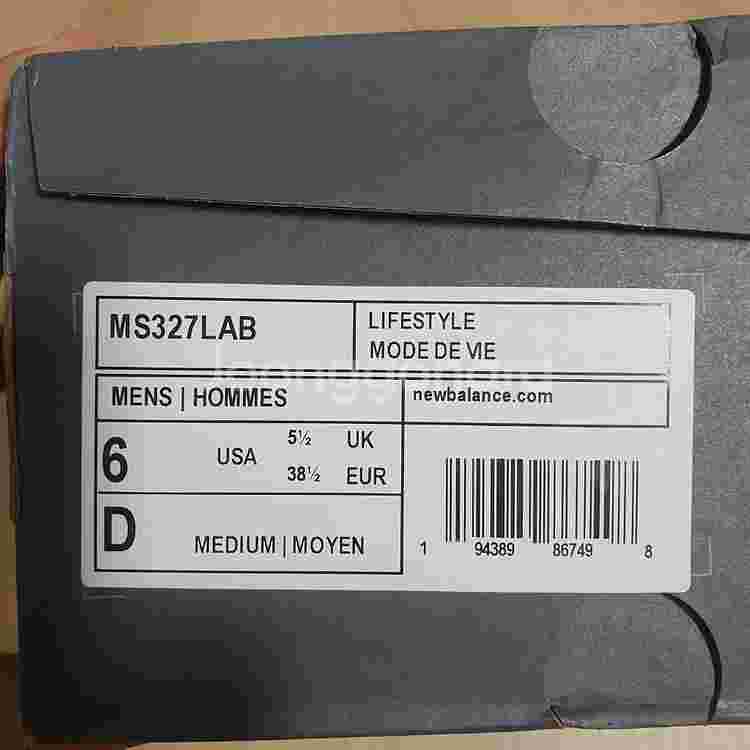 MS327LAB
LIFESTYLE
MODE DE VIE
MENS | HOMMES
newbalance.com
6 USA 5½ UK
38½ EUR
D MEDIUM | MOYEN
1 94389 86749 8